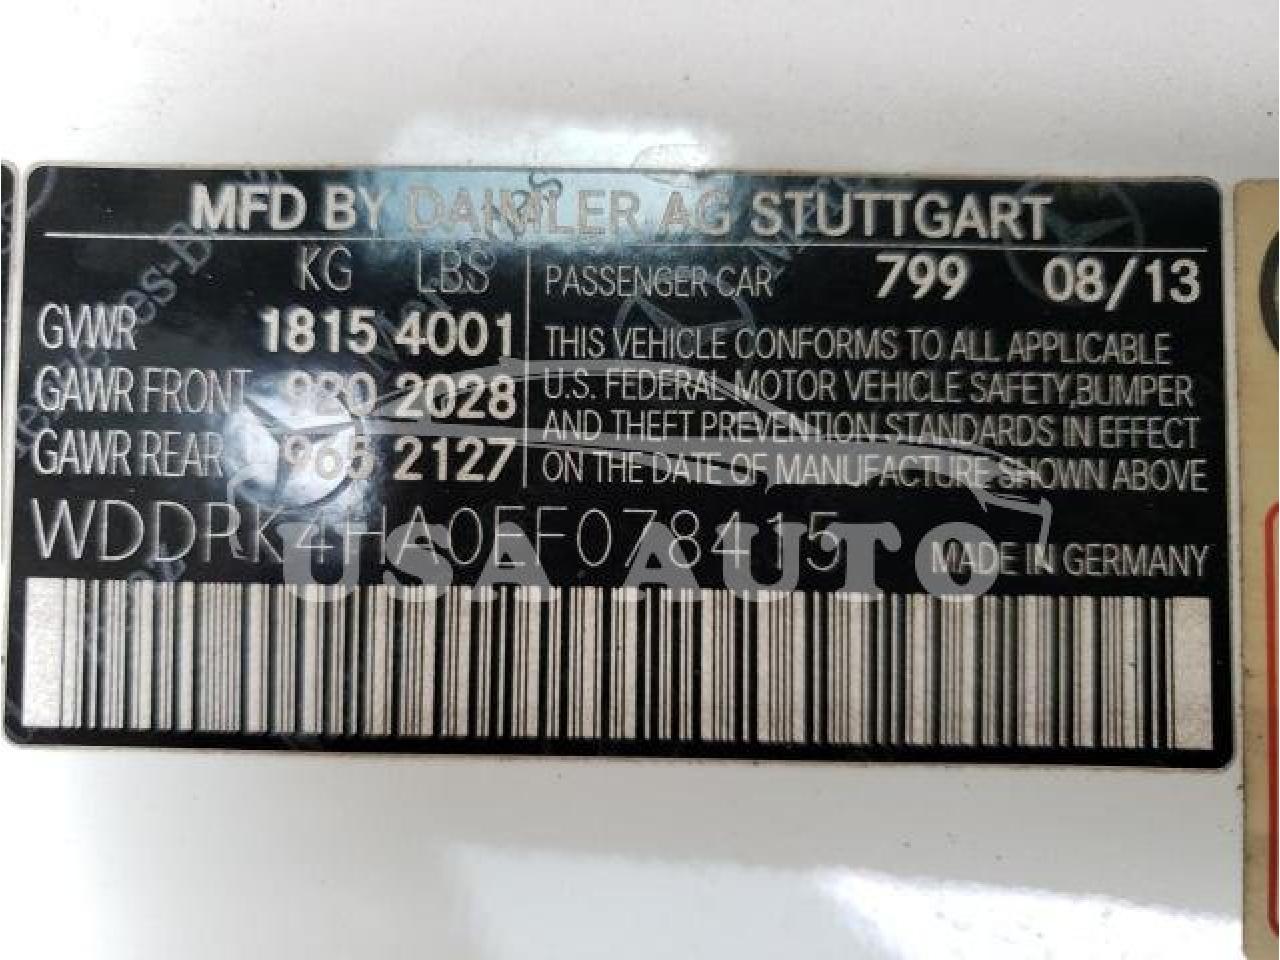 MFD BY DAIMLER AG STUTTGART
KG LBS
GVWR 1815 4001
GAWR FRONT 920 2028
GAWR REAR 965 2127
PASSENGER CAR 799 08/13
THIS VEHICLE CONFORMS TO ALL APPLICABLE
U.S. FEDERAL MOTOR VEHICLE SAFETY, BUMPER
AND THEFT PREVENTION STANDARDS IN EFFECT
ON THE DATE OF MANUFACTURE SHOWN ABOVE
WDDPK4HA0EF078415
MADE IN GERMANY
USA AUTO